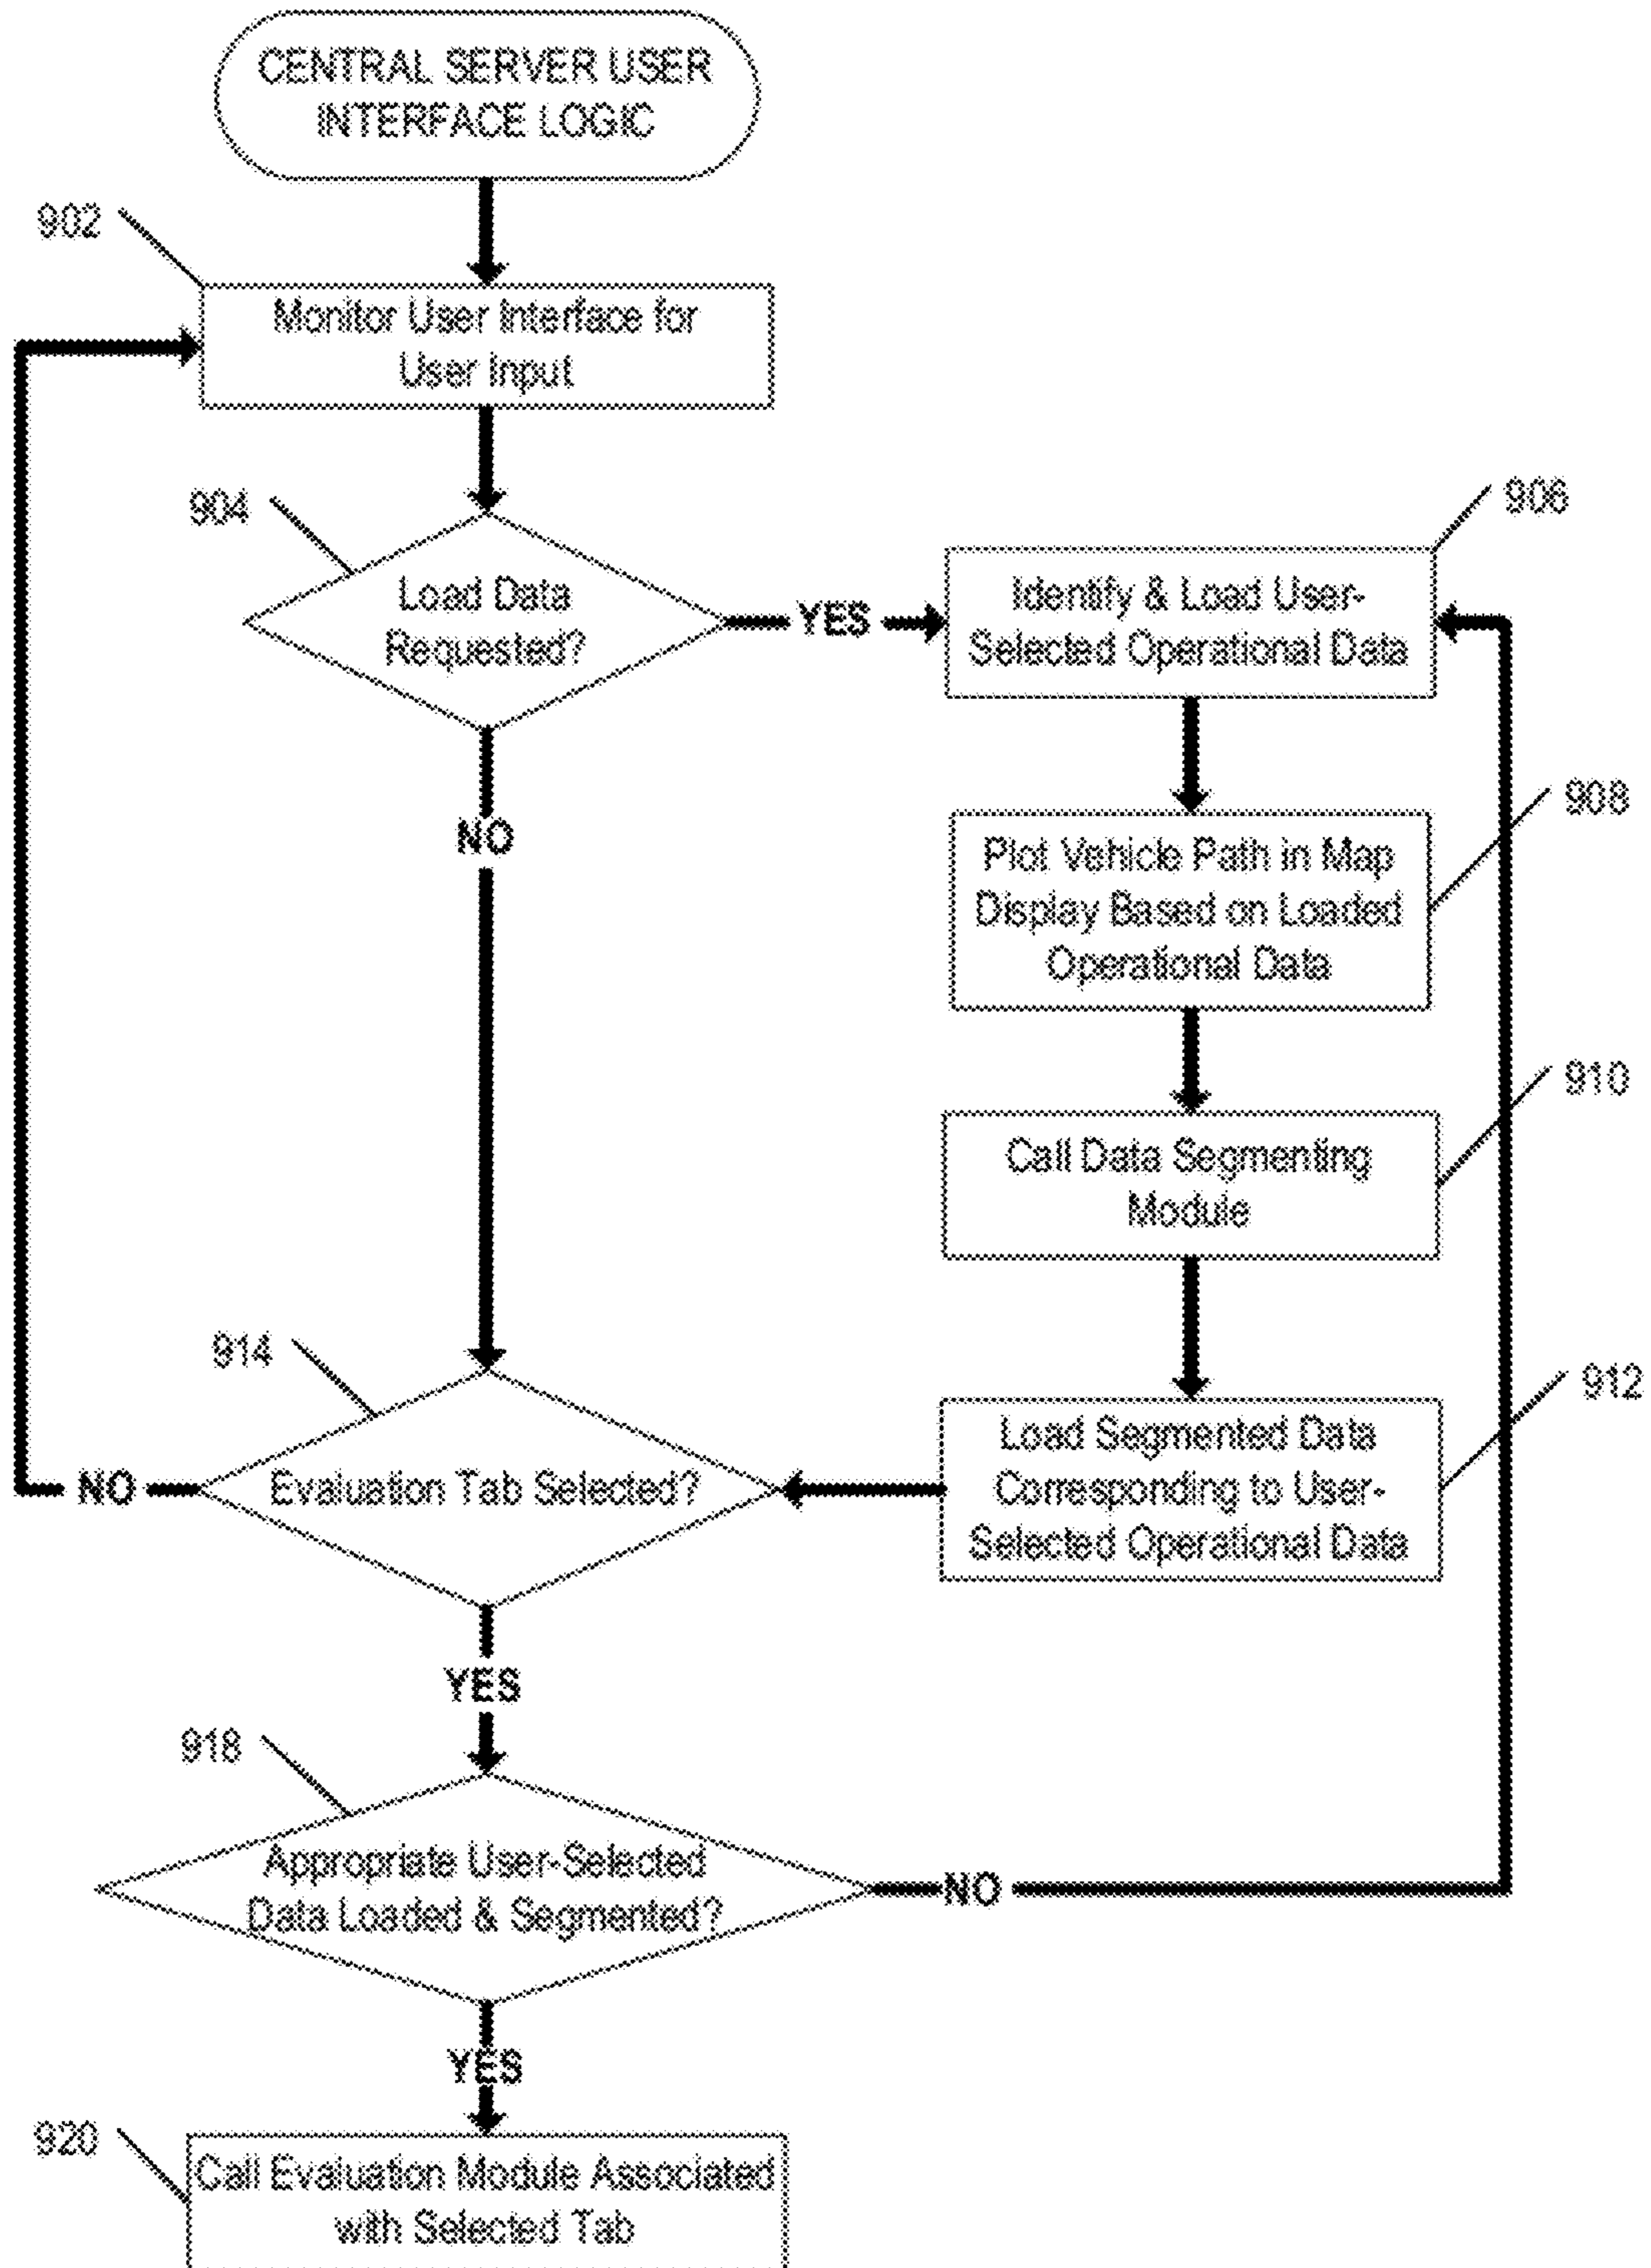 CENTRAL SERVER USER
INTERFACE LOGIC
902
Monitor User Interface for
User Input
904
Load Data
Requested?
YES
906
Identify & Load User-
Selected Operational Data
NO
908
Plot Vehicle Path in Map
Display Based on Loaded
Operational Data
910
Call Data Segmenting
Module
912
Load Segmented Data
Corresponding to User-
Selected Operational Data
914
Evaluation Tab Selected?
NO
YES
918
Appropriate User-Selected
Data Loaded & Segmented?
NO
YES
920
Call Evaluation Module Associated
with Selected Tab